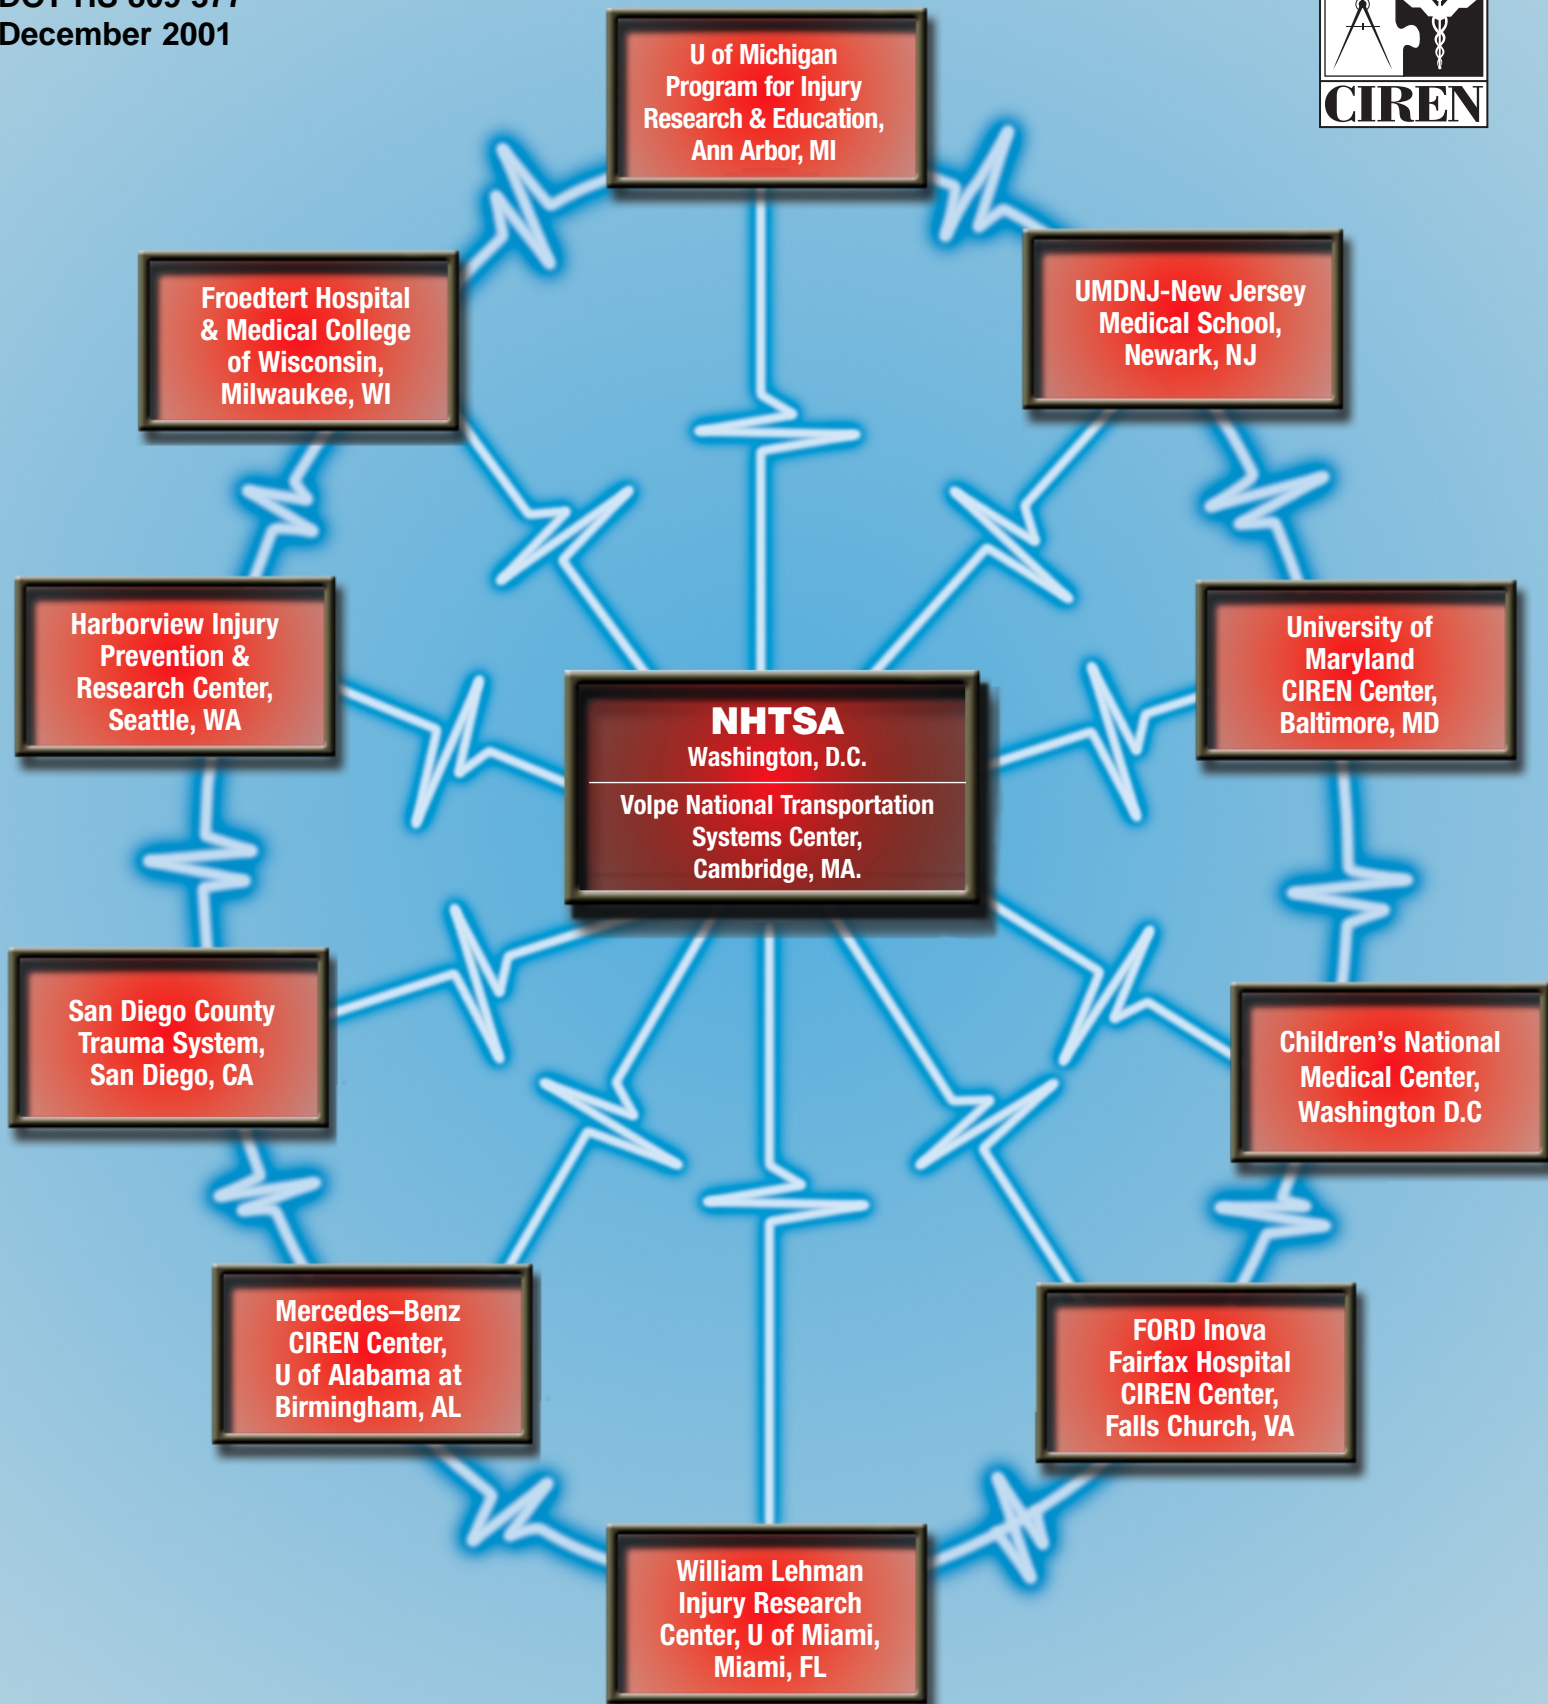 December 2001
CIREN
U of Michigan
Program for Injury
Research & Education,
Ann Arbor, MI
Froedtert Hospital
& Medical College
of Wisconsin,
Milwaukee, WI
UMDNJ-New Jersey
Medical School,
Newark, NJ
Harborview Injury
Prevention &
Research Center,
Seattle, WA
University of
Maryland
CIREN Center,
Baltimore, MD
NHTSA
Washington, D.C.
Volpe National Transportation
Systems Center,
Cambridge, MA.
San Diego County
Trauma System,
San Diego, CA
Children’s National
Medical Center,
Washington D.C
Mercedes–Benz
CIREN Center,
U of Alabama at
Birmingham, AL
FORD Inova
Fairfax Hospital
CIREN Center,
Falls Church, VA
William Lehman
Injury Research
Center, U of Miami,
Miami, FL